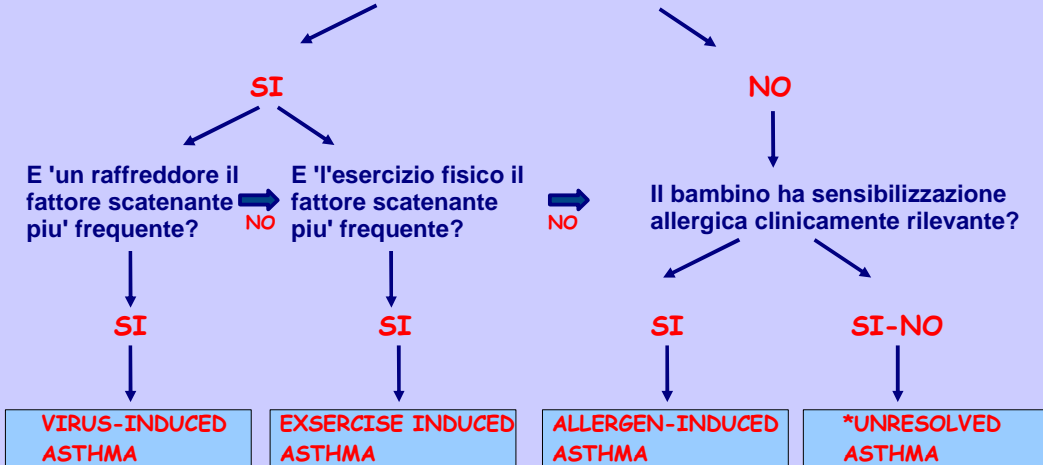 SI
NO
E 'un raffreddore il
fattore scatenante
piu' frequente?
NO
E 'l'esercizio fisico il
fattore scatenante
piu' frequente?
NO
Il bambino ha sensibilizzazione
allergica clinicamente rilevante?
SI
SI
SI
SI-NO
VIRUS-INDUCED
ASTHMA
EXSERCISE INDUCED
ASTHMA
ALLERGEN-INDUCED
ASTHMA
*UNRESOLVED
ASTHMA